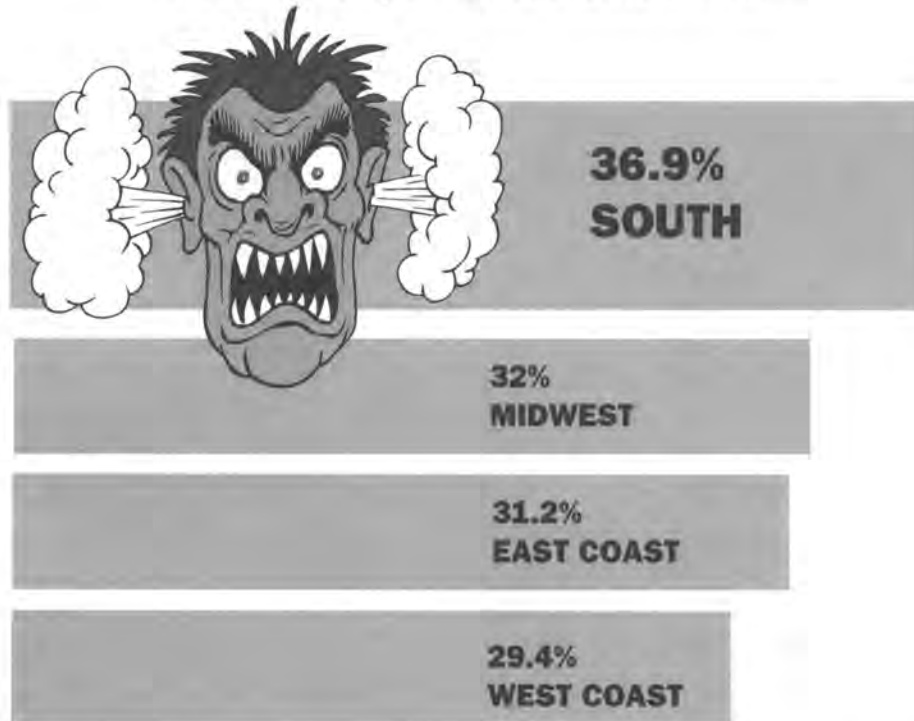 36.9%
SOUTH
32%
MIDWEST
31.2%
EAST COAST
29.4%
WEST COAST